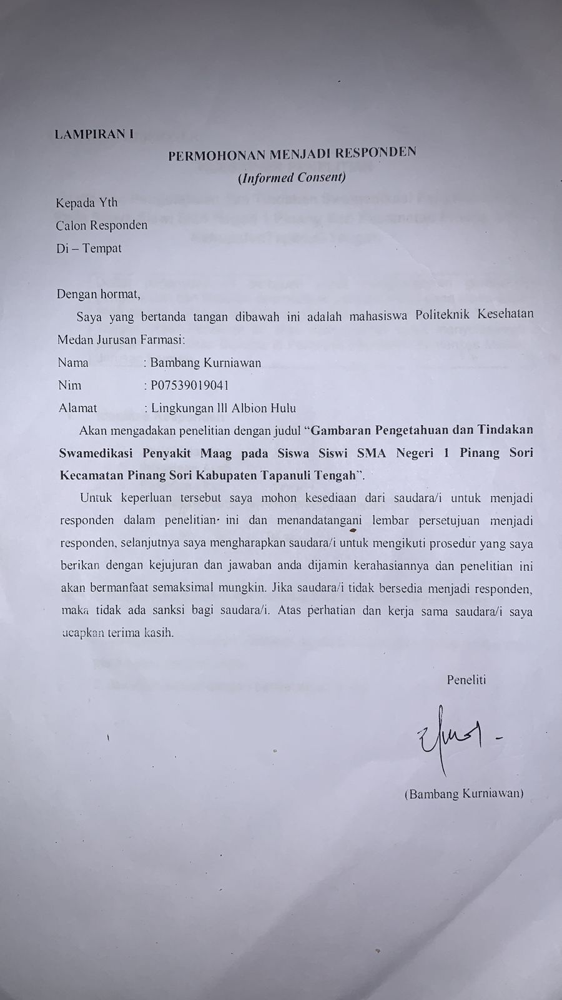 LAMPIRAN I
PERMOHONAN MENJADI RESPONDEN
(Informed Consent)
Kepada Yth
Calon Responden
Di – Tempat
Dengan hormat,
Saya yang bertanda tangan dibawah ini adalah mahasiswa Politeknik Kesehatan
Medan Jurusan Farmasi:
Nama : Bambang Kurniawan
Nim : P07539019041
Alamat : Lingkungan III Albion Hulu
Akan mengadakan penelitian dengan judul “Gambaran Pengetahuan dan Tindakan
Swamedikasi Penyakit Maag pada Siswa Siswi SMA Negeri 1 Pinang Sori
Kecamatan Pinang Sori Kabupaten Tapanuli Tengah”.
Untuk keperluan tersebut saya mohon kesediaan dari saudara/i untuk menjadi
responden dalam penelitian ini dan menandatangani lembar persetujuan menjadi
responden, selanjutnya saya mengharapkan saudara/i untuk mengikuti prosedur yang saya
berikan dengan kejujuran dan jawaban anda dijamin kerahasiannya dan penelitian ini
akan bermanfaat semaksimal mungkin. Jika saudara/i tidak bersedia menjadi responden,
maka tidak ada sanksi bagi saudara/i. Atas perhatian dan kerja sama saudara/i saya
ucapkan terima kasih.
Peneliti
(Bambang Kurniawan)